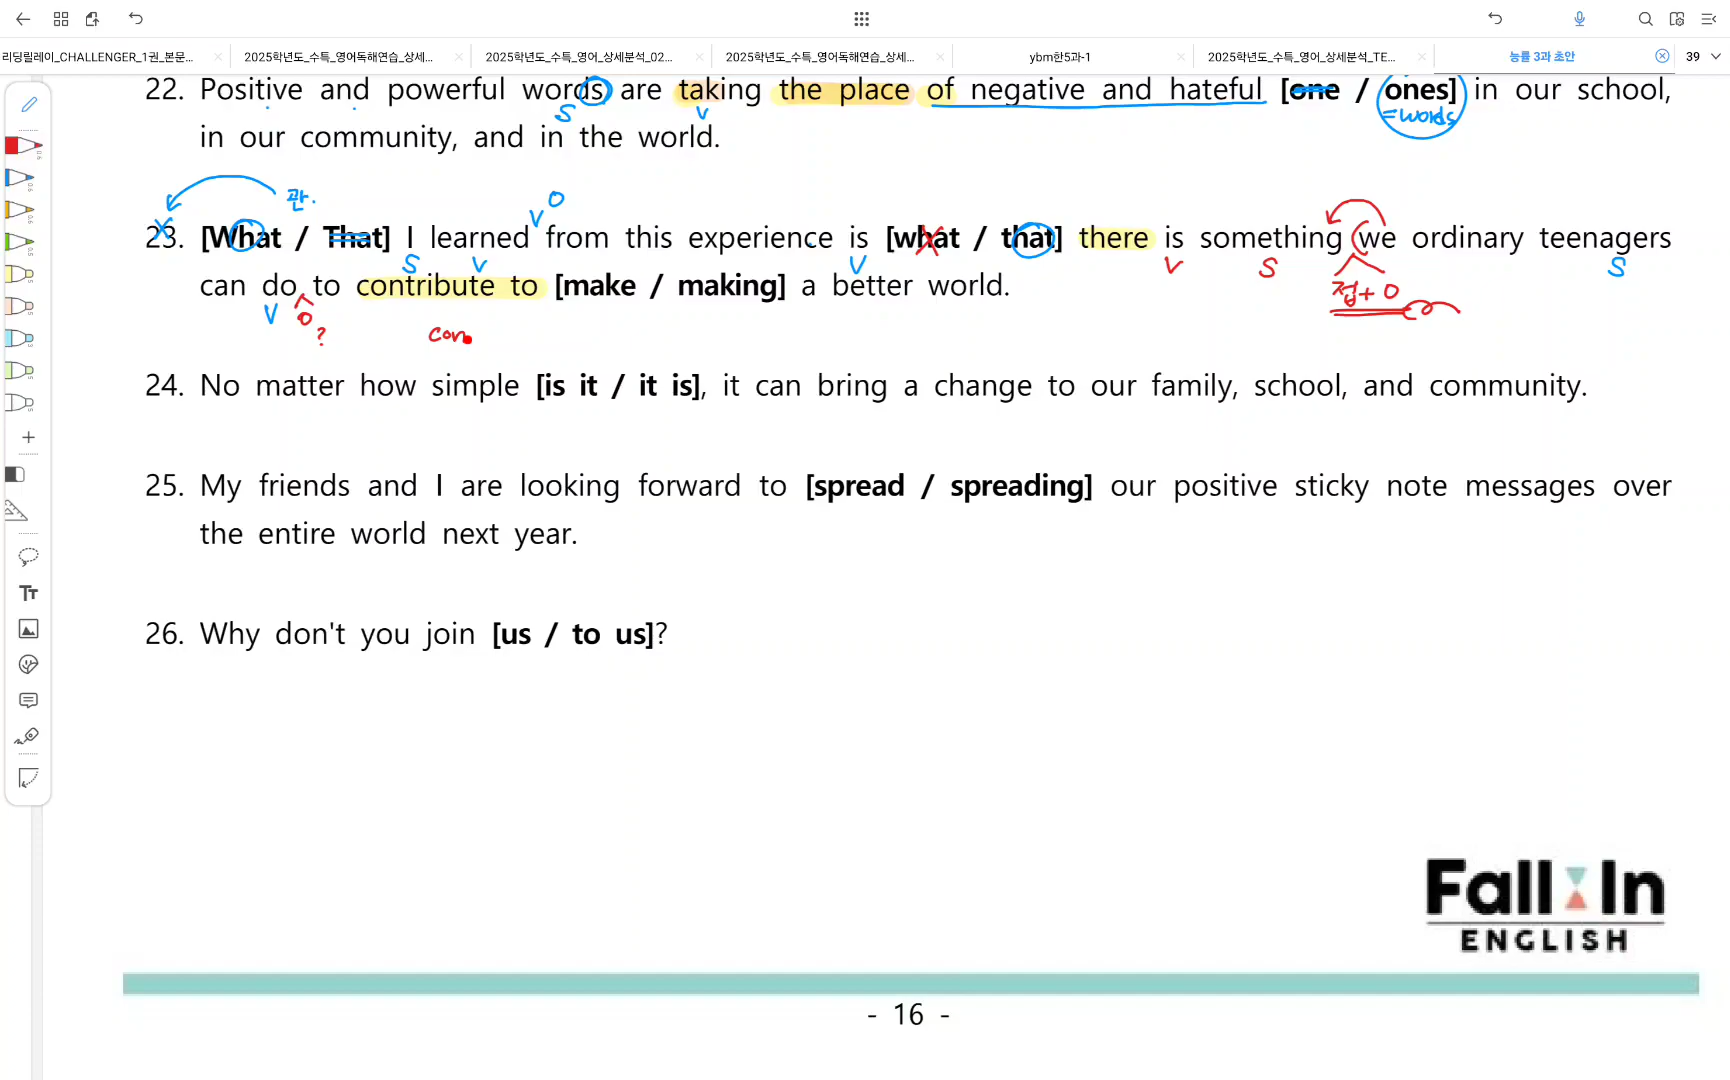 리딩릴레이_CHALLENGER_1권_본문...
2025학년도_수특_영어독해연습_상세...
2025학년도_수특_영어_상세분석_02...
2025학년도_수특_영어독해연습_상세...
ybm한5과-1
2025학년도_수특_영어_상세분석_TE...
능률 3과 초안
39
22. Positive and powerful words are taking the place of negative and hateful [one / ones] in our school,
S V =words
in our community, and in the world.
관.
V O
23. [What / That] I learned from this experience is [what / that] there is something we ordinary teenagers
S V V V S S
can do to contribute to [make / making] a better world.
V O ? 접+O
con
24. No matter how simple [is it / it is], it can bring a change to our family, school, and community.
25. My friends and I are looking forward to [spread / spreading] our positive sticky note messages over
the entire world next year.
26. Why don't you join [us / to us]?
Tт
Fall In
ENGLISH
- 16 -